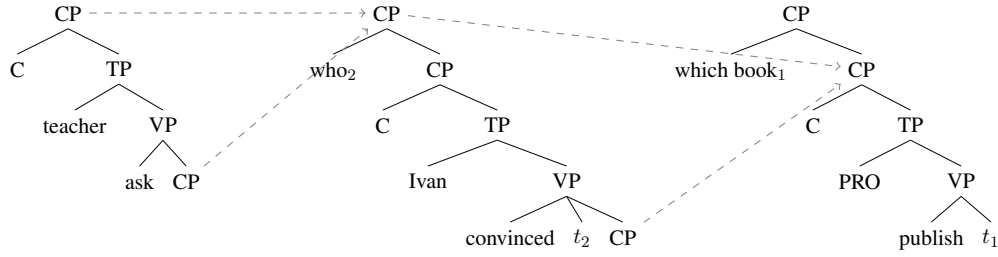 CP CP CP
C TP who₂ CP which book₁ CP
teacher VP C TP C TP
ask CP Ivan VP PRO VP
convinced t₂ CP publish t₁